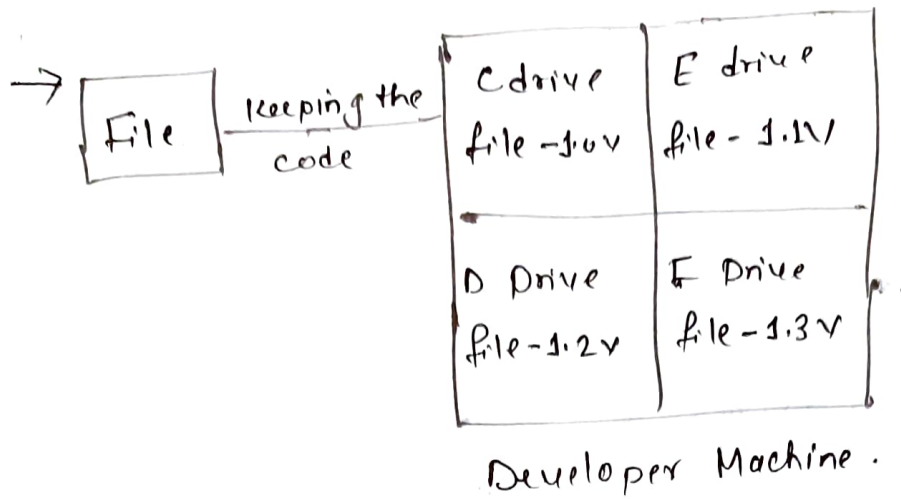 File
Keeping the
code
C drive
file - 1.0v
E drive
file - 1.1V
D Drive
file - 1.2v
F Drive
file - 1.3v
Developer Machine.